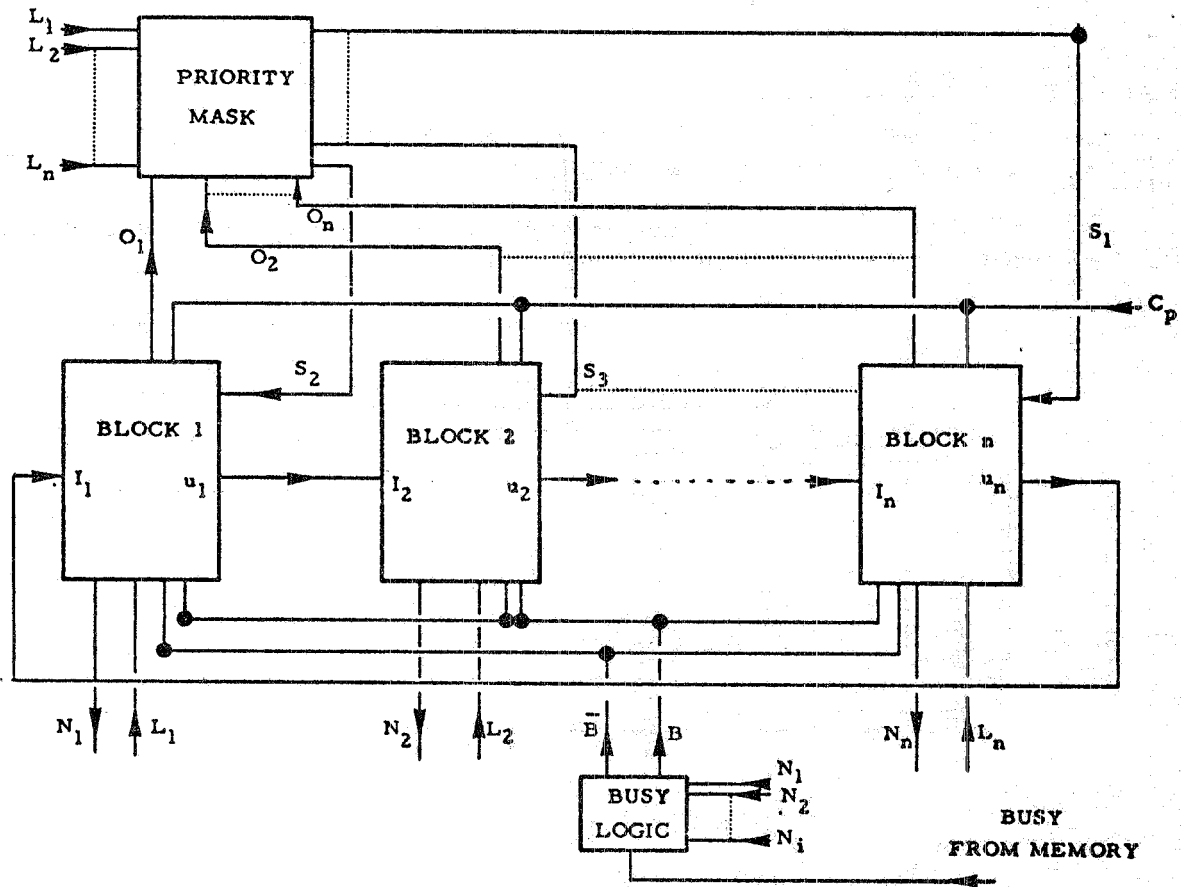 L1
L2
Ln
PRIORITY
MASK
O1
O2
On
S1
Cp
S2
S3
BLOCK 1
BLOCK 2
BLOCK n
I1
u1
I2
u2
In
un
N1
L1
N2
L2
B̅
B
Nn
Ln
BUSY
LOGIC
N1
N2
Ni
BUSY
FROM MEMORY